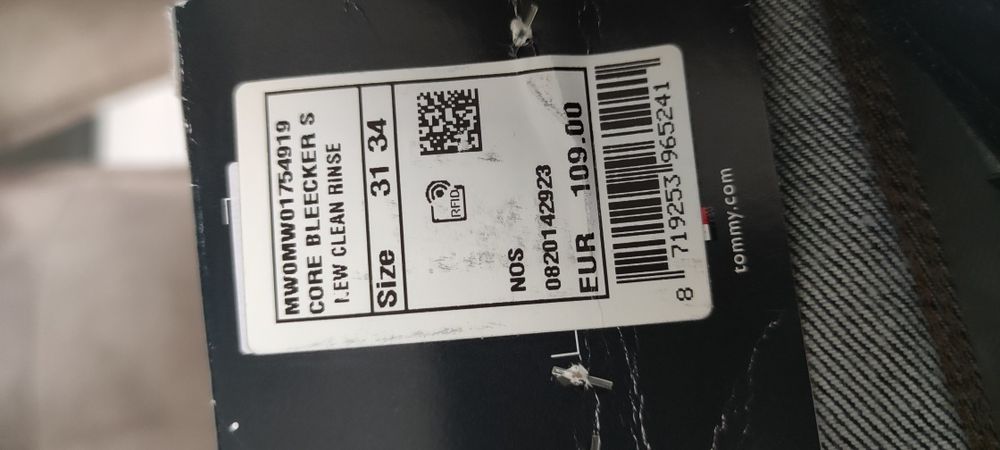 MW0MW01754919
CORE BLEECKER S
NEW CLEAN RINSE
Size 31 34
RFID
NOS
0820142923
EUR 109.00
8 719253 965241
tommy.com